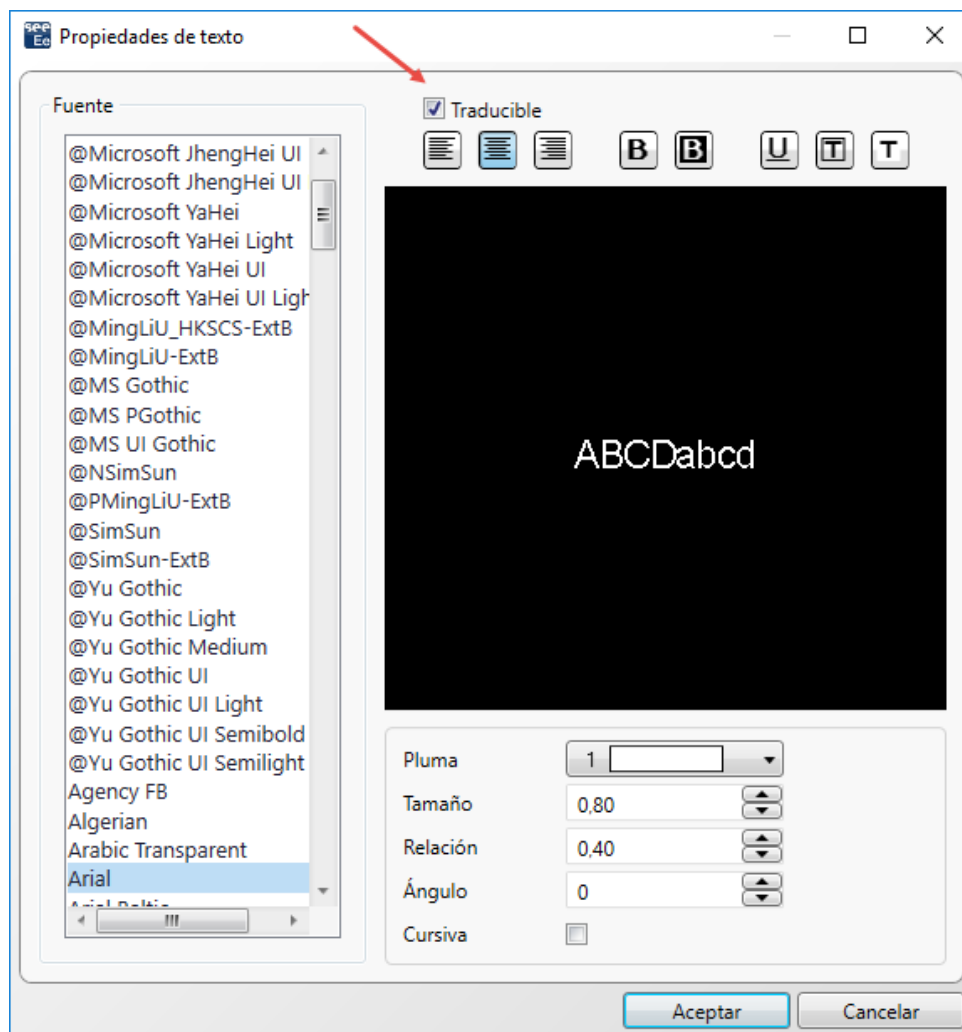 see
Ee
Propiedades de texto
Fuente
@Microsoft JhengHei UI
@Microsoft JhengHei UI
@Microsoft YaHei
@Microsoft YaHei Light
@Microsoft YaHei UI
@Microsoft YaHei UI Ligh
@MingLiU_HKSCS-ExtB
@MingLiU-ExtB
@MS Gothic
@MS PGothic
@MS UI Gothic
@NSimSun
@PMingLiU-ExtB
@SimSun
@SimSun-ExtB
@Yu Gothic
@Yu Gothic Light
@Yu Gothic Medium
@Yu Gothic UI
@Yu Gothic UI Light
@Yu Gothic UI Semibold
@Yu Gothic UI Semilight
Agency FB
Algerian
Arabic Transparent
Arial
Arial Baltic
Traducible
B B U T T
ABCDabcd
Pluma 1
Tamaño 0,80
Relación 0,40
Ángulo 0
Cursiva
Aceptar Cancelar